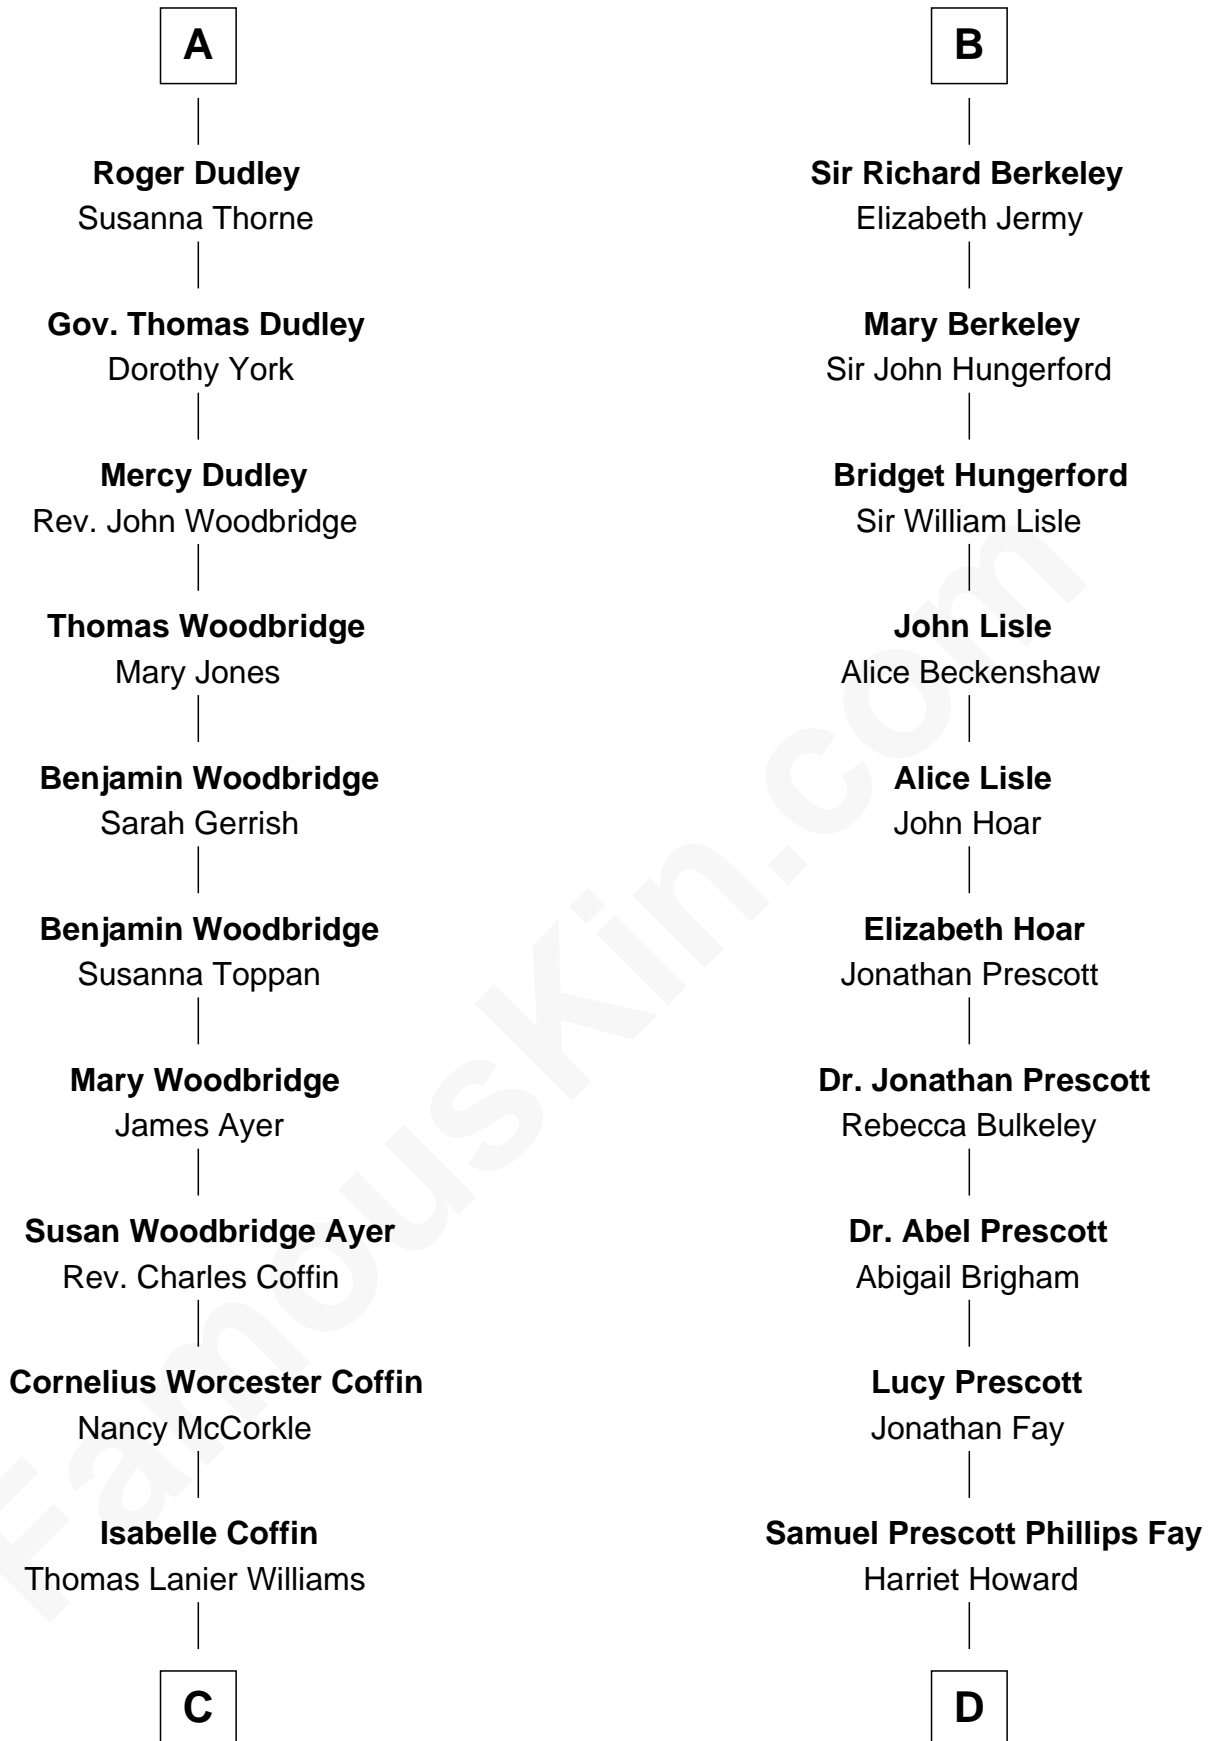 A
Roger Dudley
Susanna Thorne
Gov. Thomas Dudley
Dorothy York
Mercy Dudley
Rev. John Woodbridge
Thomas Woodbridge
Mary Jones
Benjamin Woodbridge
Sarah Gerrish
Benjamin Woodbridge
Susanna Toppan
Mary Woodbridge
James Ayer
Susan Woodbridge Ayer
Rev. Charles Coffin
Cornelius Worcester Coffin
Nancy McCorkle
Isabelle Coffin
Thomas Lanier Williams
C
B
Sir Richard Berkeley
Elizabeth Jermy
Mary Berkeley
Sir John Hungerford
Bridget Hungerford
Sir William Lisle
John Lisle
Alice Beckenshaw
Alice Lisle
John Hoar
Elizabeth Hoar
Jonathan Prescott
Dr. Jonathan Prescott
Rebecca Bulkeley
Dr. Abel Prescott
Abigail Brigham
Lucy Prescott
Jonathan Fay
Samuel Prescott Phillips Fay
Harriet Howard
D
FamousKin.com